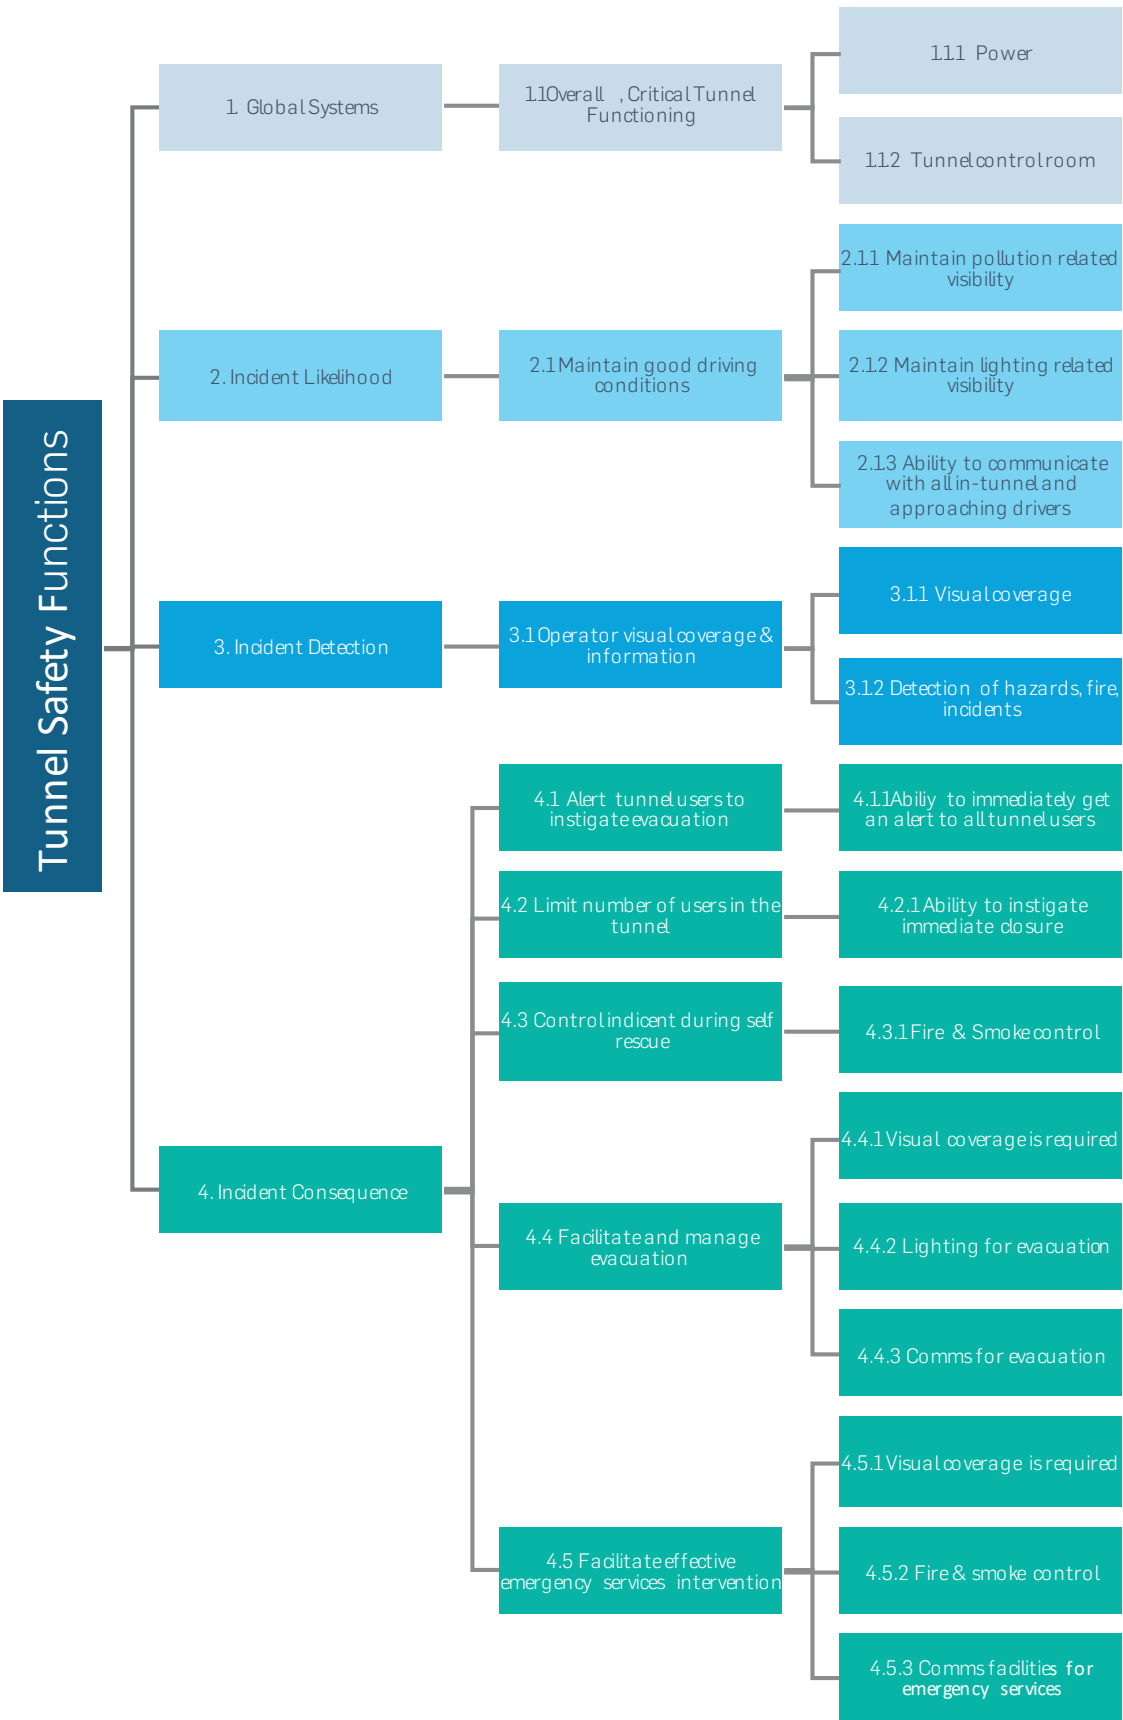 Tunnel Safety Functions
1. Global Systems
1.1 Overall , Critical Tunnel
Functioning
1.1.1 Power
1.1.2 Tunnel control room
2. Incident Likelihood
2.1 Maintain good driving
conditions
2.1.1 Maintain pollution related
visibility
2.1.2 Maintain lighting related
visibility
2.1.3 Ability to communicate
with all in-tunnel and
approaching drivers
3. Incident Detection
3.1 Operator visual coverage &
information
3.1.1 Visual coverage
3.1.2 Detection of hazards, fire,
incidents
4. Incident Consequence
4.1 Alert tunnel users to
instigate evacuation
4.1.1 Abiliy to immediately get
an alert to all tunnel users
4.2 Limit number of users in the
tunnel
4.2.1 Ability to instigate
immediate closure
4.3 Control indicent during self
rescue
4.3.1 Fire & Smoke control
4.4 Facilitate and manage
evacuation
4.4.1 Visual coverage is required
4.4.2 Lighting for evacuation
4.4.3 Comms for evacuation
4.5 Facilitate effective
emergency services intervention
4.5.1 Visual coverage is required
4.5.2 Fire & smoke control
4.5.3 Comms facilities for
emergency services